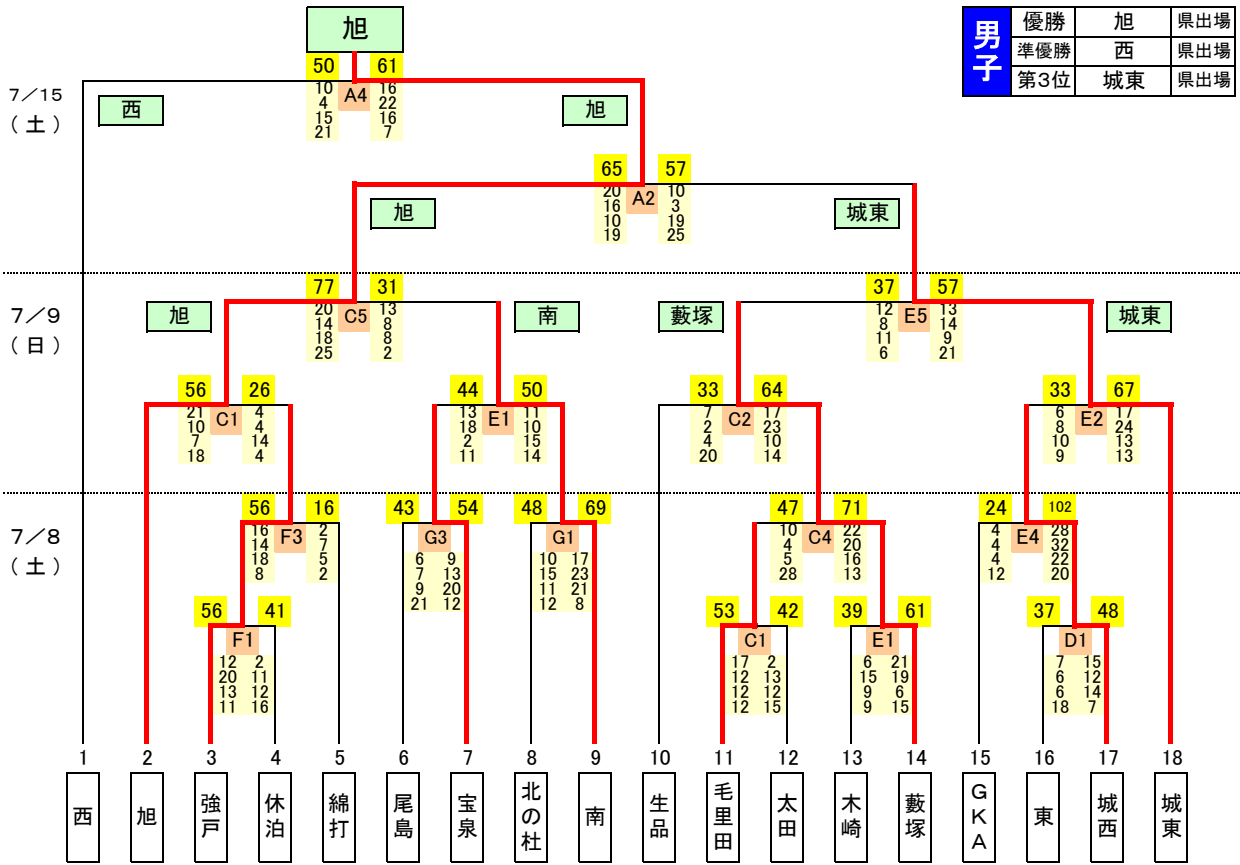 旭
男子
優勝 旭 県出場
準優勝 西 県出場
第3位 城東 県出場
7／15
（土）
50 A4 61
10 16
4 22
15 16
21 7
西
旭
65 A2 57
20 10
16 3
10 19
19 25
旭
城東
7／9
（日）
77 C5 31
20 13
14 8
18 8
25 2
37 E5 57
12 13
8 14
11 9
6 21
旭
南
藪塚
城東
56 C1 26
21 4
10 4
7 14
18 4
44 E1 50
13 11
18 10
2 15
11 14
33 C2 64
7 17
2 23
4 10
20 14
33 E2 67
6 17
8 24
10 13
9 13
7／8
（土）
56 F3 16
16 2
14 7
18 5
8 2
43 G3 54
6 9
7 13
9 20
21 12
48 G1 69
10 17
15 23
11 21
12 8
47 C4 71
10 22
4 20
5 16
28 13
24 E4 102
4 28
4 32
4 22
12 20
56 F1 41
12 2
20 11
13 12
11 16
53 C1 42
17 2
12 13
12 12
12 15
39 E1 61
6 21
15 19
9 6
9 15
37 D1 48
7 15
6 12
6 14
18 7
1 2 3 4 5 6 7 8 9 10 11 12 13 14 15 16 17 18
西
旭
強戸
休泊
綿打
尾島
宝泉
北の杜
南
生品
毛里田
太田
木崎
藪塚
GKA
東
城西
城東